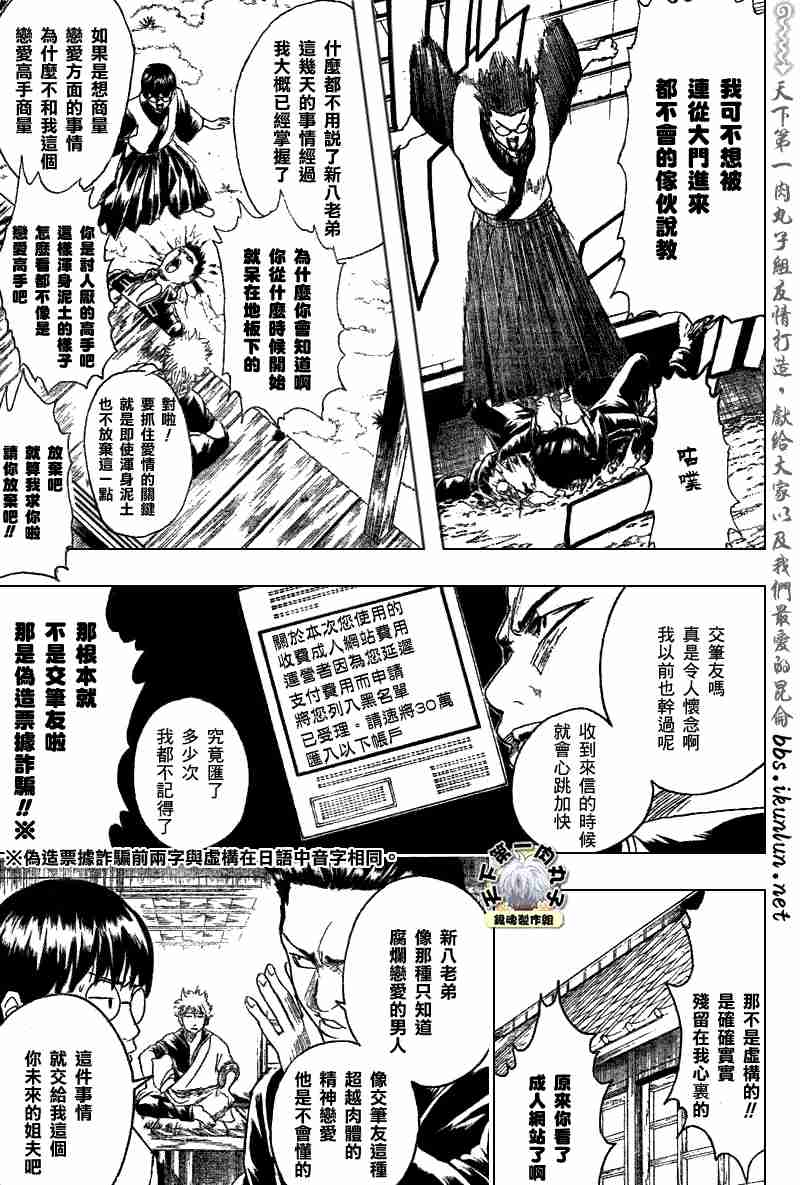 我可不想被
連從大門進來
都不會的傢伙說教
咕噗
什麼都不用說了新八老弟
這幾天的事情經過
我大概已經掌握了
如果是想商量
戀愛方面的事情
為什麼不和我這個
戀愛高手商量
為什麼你會知道啊
你從什麼時候開始
就呆在地板下的
你是討人厭的高手吧
這樣渾身泥土的樣子
怎麼看都不像是
戀愛高手吧
對啦!
要抓住愛情的關鍵
就是即使渾身泥土
也不放棄這一點
放棄吧
就算我求你啦
請你放棄吧!!
交筆友嗎
真是令人懷念啊
我以前也幹過呢
收到來信的時候
就會心跳加快
關於本次您使用的
收費成人網站費用
運營者因為您延遲
支付費用而申請
將您列入黑名單
已受理。請速將30萬
匯入以下帳戶
究竟匯了
多少次
我都不記得了
那根本就
不是交筆友啦
那是偽造票據詐騙!!※
※偽造票據詐騙前兩字與虛構在日語中音字相同。
那不是虛構的!!
是確確實實
殘留在我心裏的
原來你看了
成人網站了啊
新八老弟
像那種只知道
腐爛戀愛的男人
像交筆友這種
超越肉體的
精神戀愛
他是不會懂的
這件事情
就交給我這個
你未來的姐夫吧
天下第一肉丸子
銀魂製作組
天下第一肉丸子組友情打造，獻給大家以及我們最愛的昆侖 bbs.ikunlun.net